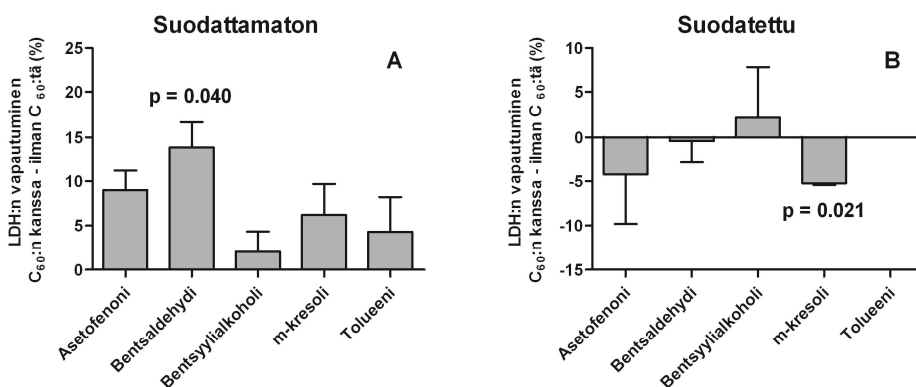 Suodattamaton
A
LDH:n vapautuminen
C60:n kanssa - ilman C 60:tä (%)
25
20
15
10
5
0
p = 0.040
Asetofenoni
Bentsaldehydi
Bentsyylialkoholi
m-kresoli
Tolueeni
Suodatettu
B
LDH:n vapautuminen
C60:n kanssa - ilman C 60:tä (%)
10
5
0
-5
-10
-15
p = 0.021
Asetofenoni
Bentsaldehydi
Bentsyylialkoholi
m-kresoli
Tolueeni